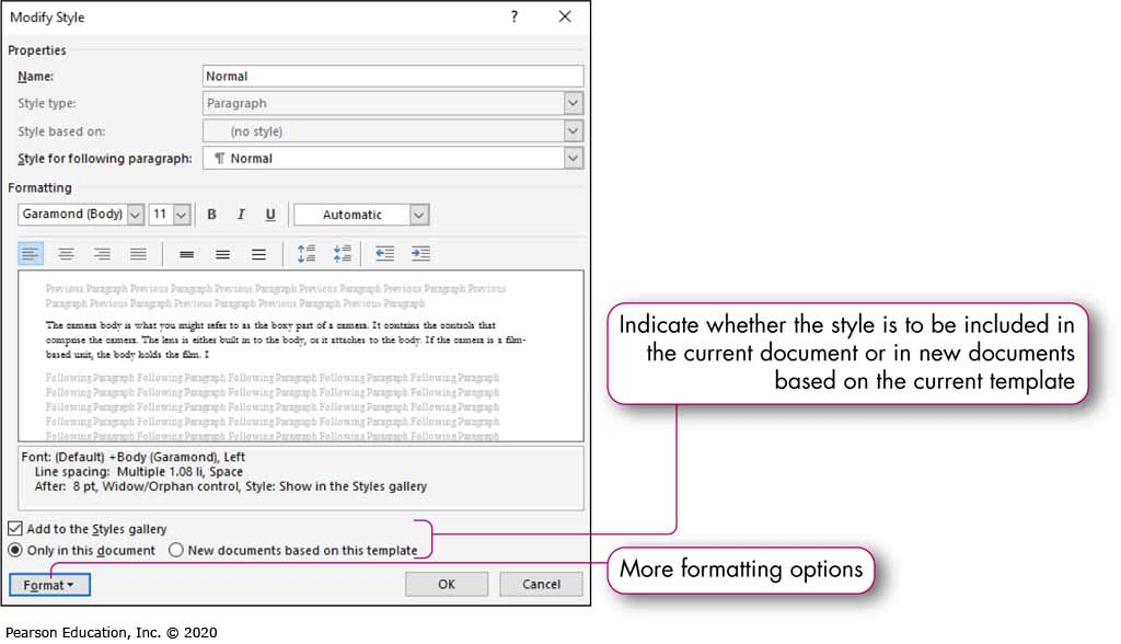 Modify Style ? ×
Properties
Name: Normal
Style type: Paragraph
Style based on: (no style)
Style for following paragraph: ¶ Normal
Formatting
Garamond (Body) 11 B I U Automatic
Previous Paragraph Previous Paragraph Previous Paragraph Previous Paragraph Previous Paragraph Previous
Paragraph Previous Paragraph Previous Paragraph Previous Paragraph Previous Paragraph
The camera body is what you might refer to as the boxy part of a camera. It contains the controls that
comprise the camera. The lens is either built in to the body, or it attaches to the body. If the camera is a film-
based unit, the body holds the film. I
Following Paragraph Following Paragraph Following Paragraph Following Paragraph Following Paragraph
Following Paragraph Following Paragraph Following Paragraph Following Paragraph Following Paragraph
Following Paragraph Following Paragraph Following Paragraph Following Paragraph Following Paragraph
Following Paragraph Following Paragraph Following Paragraph Following Paragraph Following Paragraph
Following Paragraph Following Paragraph Following Paragraph Following Paragraph Following Paragraph
Font: (Default) +Body (Garamond), Left
Line spacing: Multiple 1.08 li, Space
After: 8 pt, Widow/Orphan control, Style: Show in the Styles gallery
Add to the Styles gallery
Only in this document New documents based on this template
Format OK Cancel
Indicate whether the style is to be included in
the current document or in new documents
based on the current template
More formatting options
Pearson Education, Inc. © 2020